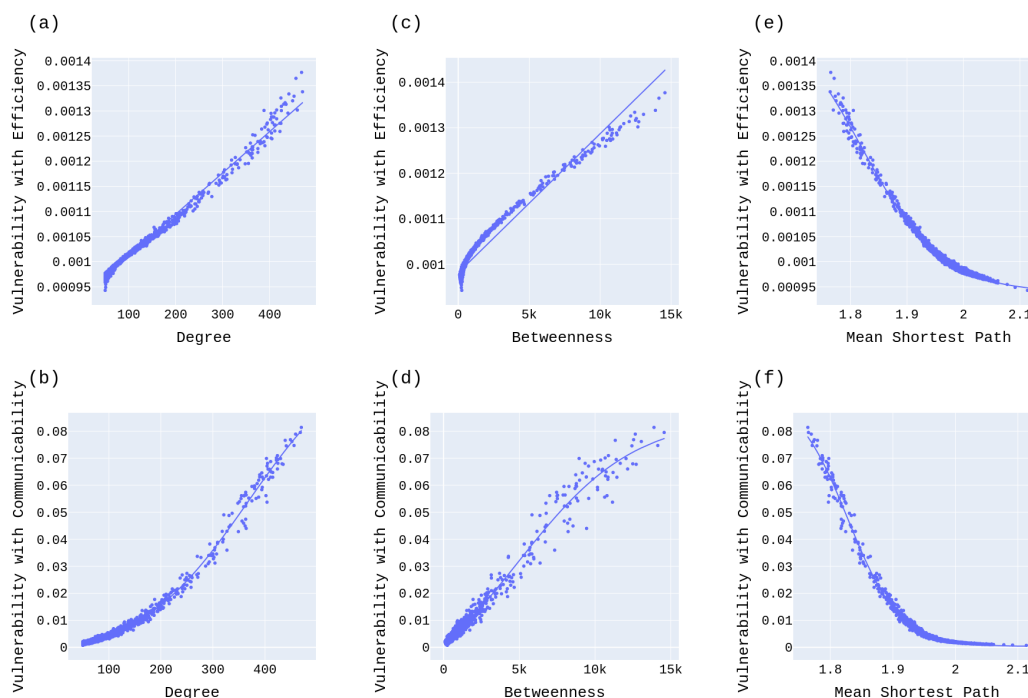 (a)
Vulnerability with Efficiency
0.0014
0.00135
0.0013
0.00125
0.0012
0.00115
0.0011
0.00105
0.001
0.00095
100 200 300 400
Degree
(c)
Vulnerability with Efficiency
0.0014
0.0013
0.0012
0.0011
0.001
0 5k 10k 15k
Betweenness
(e)
Vulnerability with Efficiency
0.0014
0.00135
0.0013
0.00125
0.0012
0.00115
0.0011
0.00105
0.001
0.00095
1.8 1.9 2 2.1
Mean Shortest Path
(b)
Vulnerability with Communicability
0.08
0.07
0.06
0.05
0.04
0.03
0.02
0.01
0
100 200 300 400
Degree
(d)
Vulnerability with Communicability
0.08
0.07
0.06
0.05
0.04
0.03
0.02
0.01
0
0 5k 10k 15k
Betweenness
(f)
Vulnerability with Communicability
0.08
0.07
0.06
0.05
0.04
0.03
0.02
0.01
0
1.8 1.9 2 2.1
Mean Shortest Path